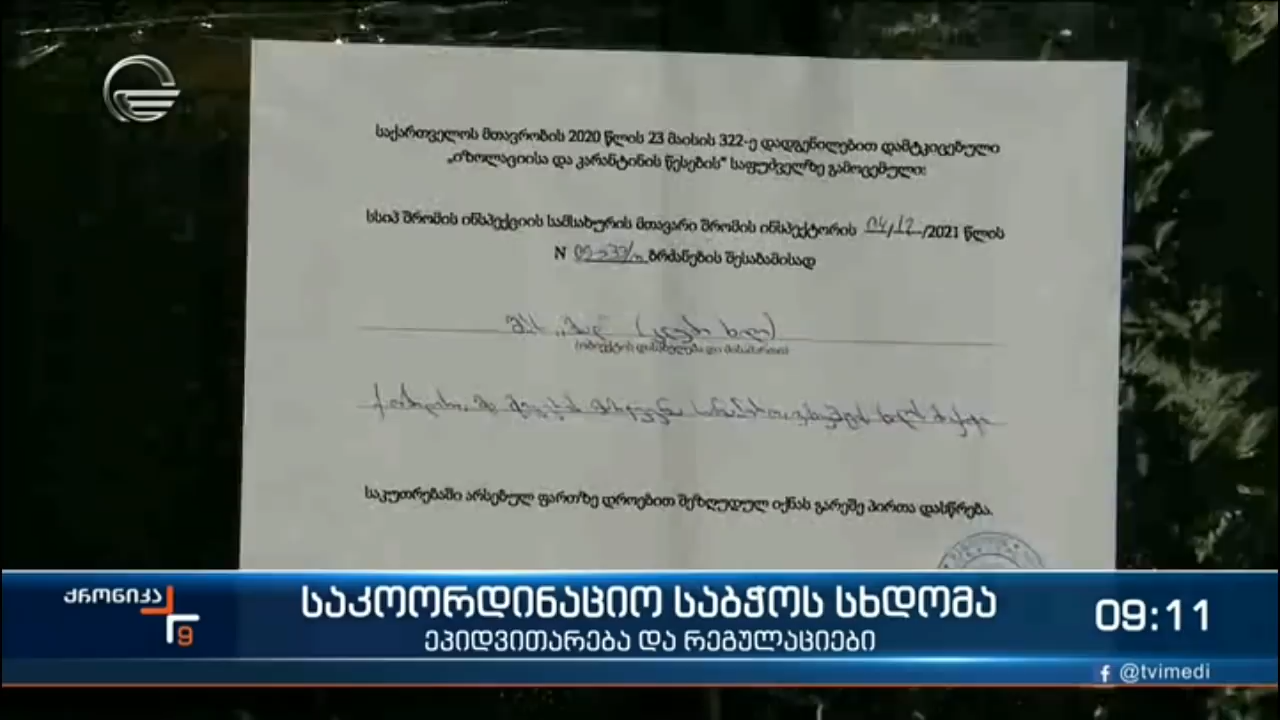 საქართველოს მთავრობის 2020 წლის 23 მაისის 322-ე დადგენილებით დამტკიცებული
„იზოლაციისა და კარანტინის წესების“ საფუძველზე გამოცემული:
სსიპ შრომის ინსპექციის სამსახურის მთავარი შრომის ინსპექტორის 04/12/2021 წლის
N ბრძანების შესაბამისად
(ობიექტის დასახელება და მისამართი)
საკუთრებაში არსებულ ფართზე დროებით შეზღუდულ იქნას გარეშე პირთა დასწრება.
ქრონიკა
9
საკოორდინაციო საბჭოს სხდომა
ეპიდვითარება და რეგულაციები
09:11
f @tvimedi